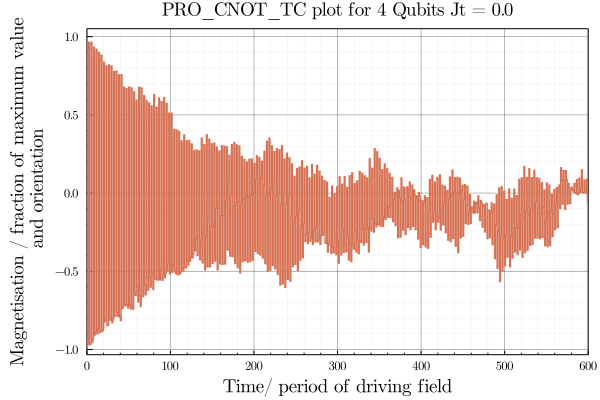 PRO_CNOT_TC plot for 4 Qubits Jt = 0.0
Magnetisation / fraction of maximum value
and orientation
1.0
0.5
0.0
−0.5
−1.0
0 100 200 300 400 500 600
Time/ period of driving field